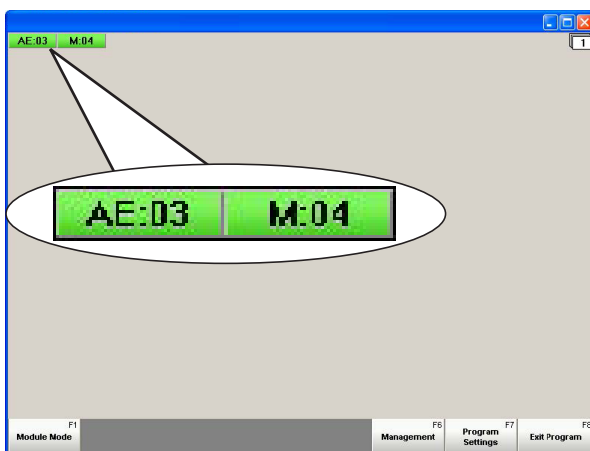 AE:03 M:04
1
AE:03 M:04
F1 F6 F7 F8
Module Node Management Program Settings Exit Program